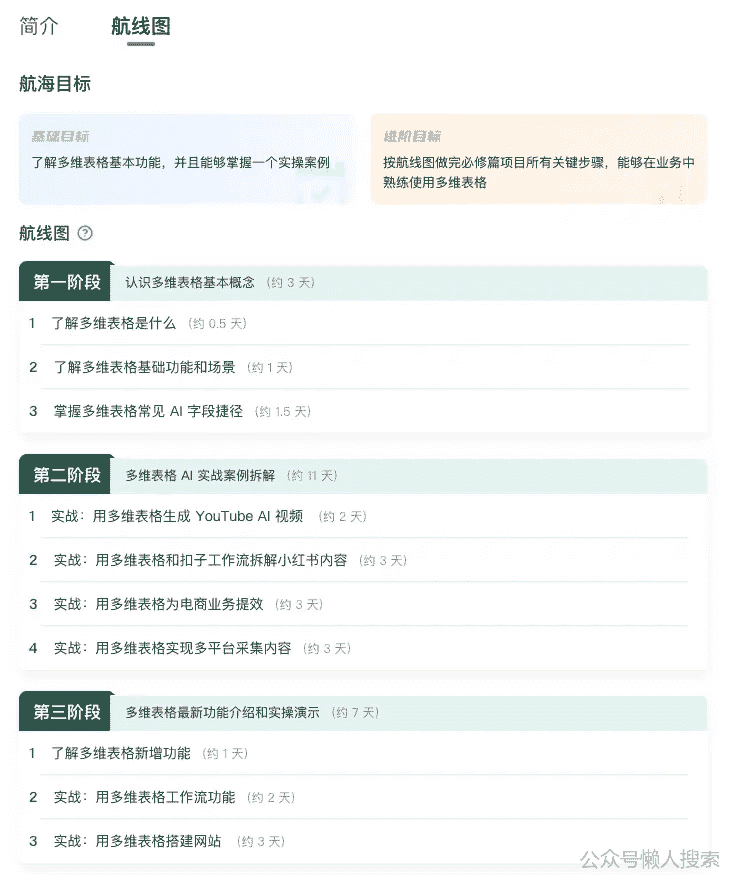 简介 航线图
航海目标
基础目标
了解多维表格基本功能，并且能够掌握一个实操案例
进阶目标
按航线图做完必修篇项目所有关键步骤，能够在业务中
熟练使用多维表格
航线图 ?
第一阶段 认识多维表格基本概念 (约 3 天)
1 了解多维表格是什么 (约 0.5 天)
2 了解多维表格基础功能和场景 (约 1 天)
3 掌握多维表格常见 AI 字段捷径 (约 1.5 天)
第二阶段 多维表格 AI 实战案例拆解 (约 11 天)
1 实战：用多维表格生成 YouTube AI 视频 (约 2 天)
2 实战：用多维表格和扣子工作流拆解小红书内容 (约 3 天)
3 实战：用多维表格为电商业务提效 (约 3 天)
4 实战：用多维表格实现多平台采集内容 (约 3 天)
第三阶段 多维表格最新功能介绍和实操演示 (约 7 天)
1 了解多维表格新增功能 (约 1 天)
2 实战：用多维表格工作流功能 (约 2 天)
3 实战：用多维表格搭建网站 (约 3 天)
公众号懒人搜索